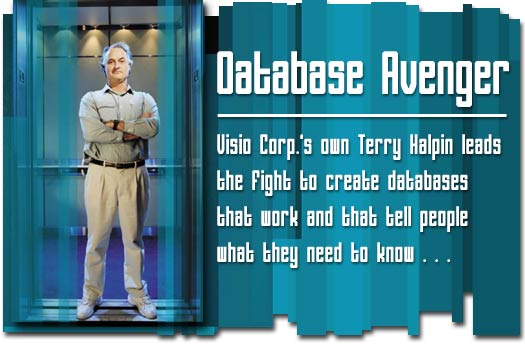 Database Avenger
Visio Corp.'s own Terry Halpin leads
the fight to create databases
that work and that tell people
what they need to know . . .